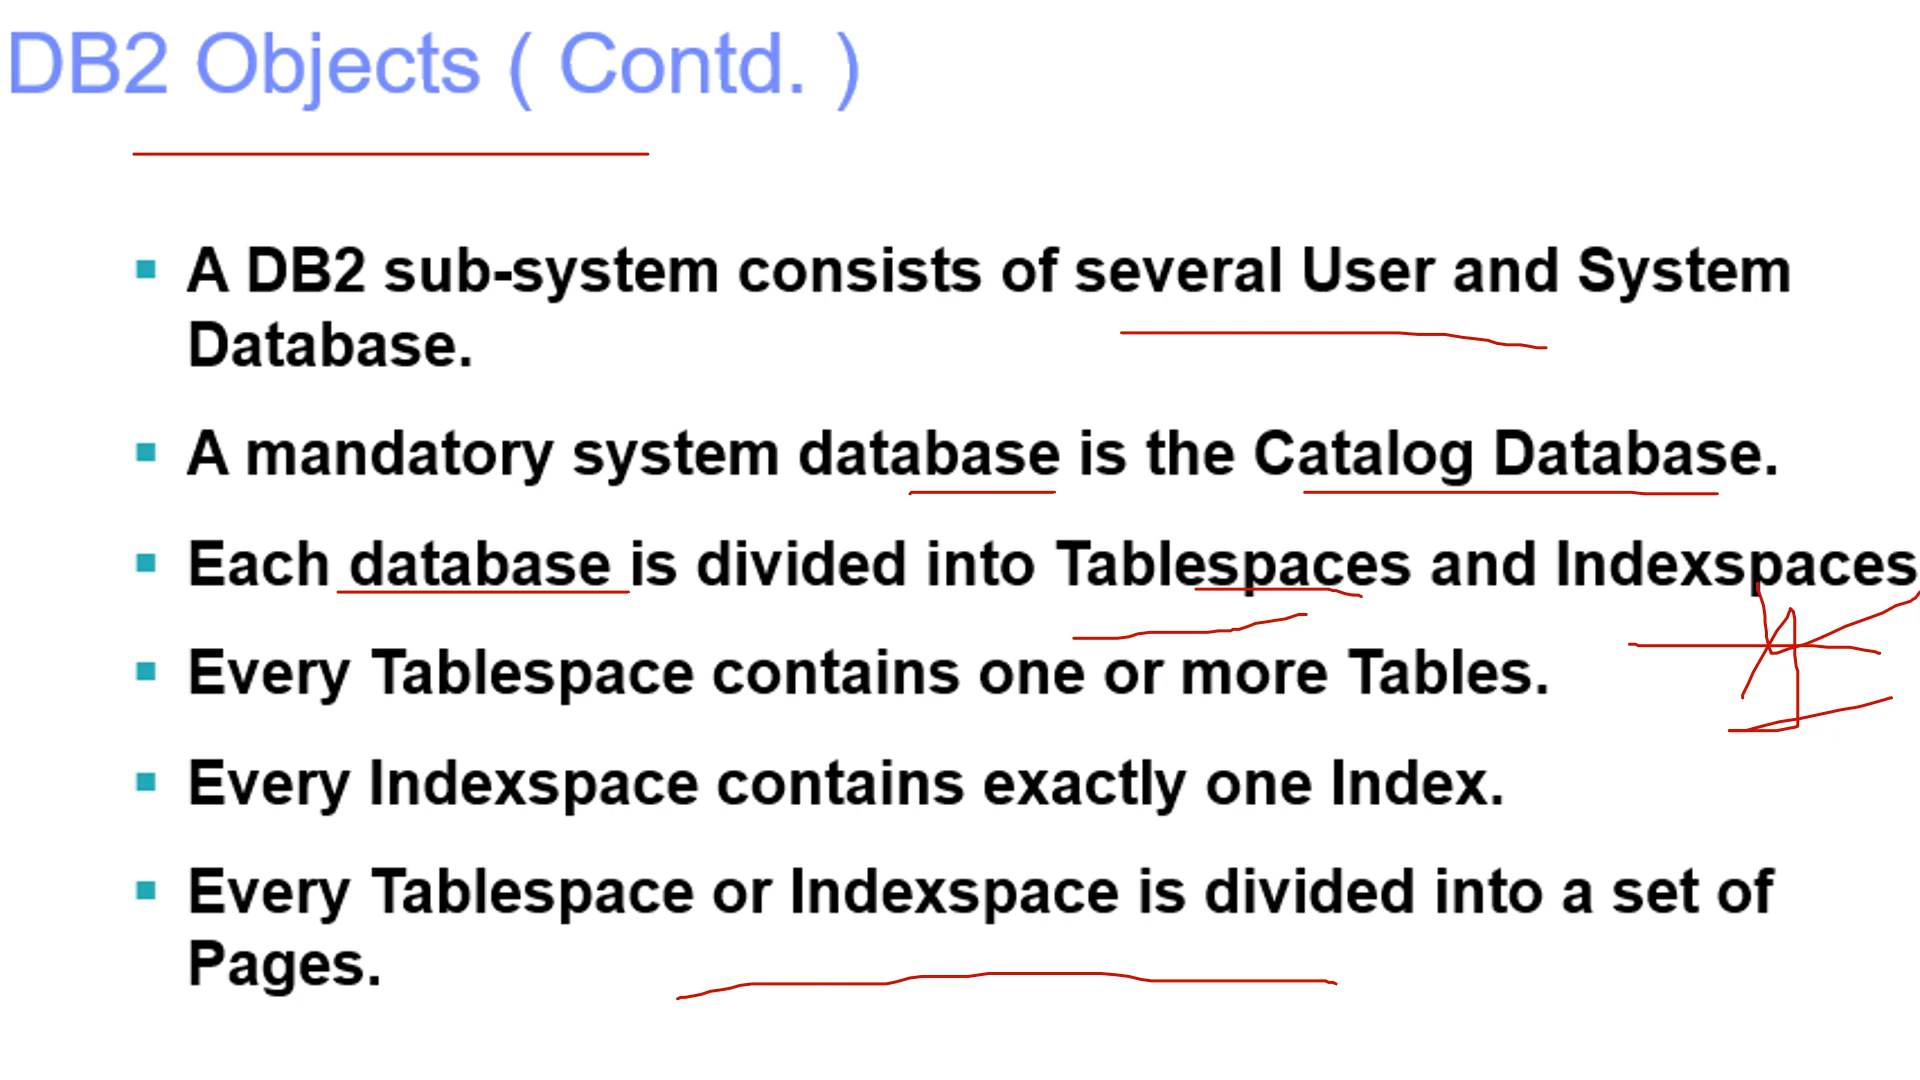 DB2 Objects ( Contd. )
▪ A DB2 sub-system consists of several User and System
Database.
▪ A mandatory system database is the Catalog Database.
▪ Each database is divided into Tablespaces and Indexspaces
▪ Every Tablespace contains one or more Tables.
▪ Every Indexspace contains exactly one Index.
▪ Every Tablespace or Indexspace is divided into a set of
Pages.